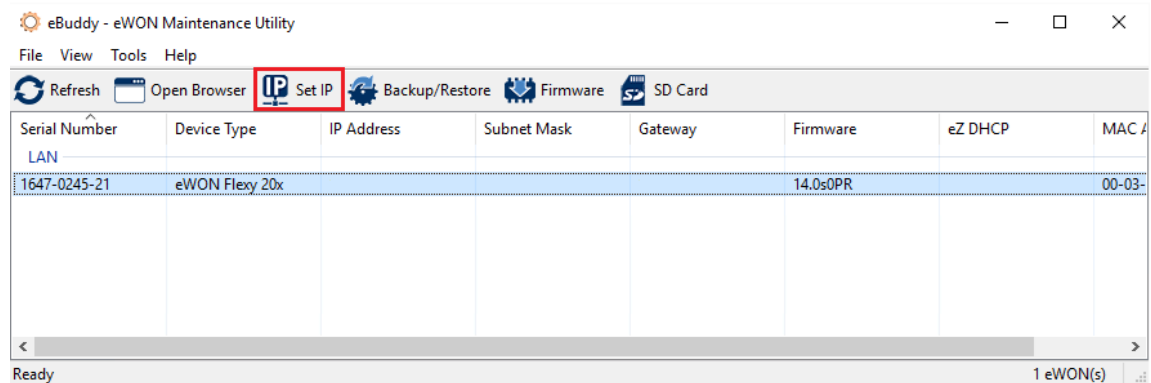 eBuddy - eWON Maintenance Utility
File View Tools Help
Refresh Open Browser IP Set IP Backup/Restore Firmware SD Card
Serial Number Device Type IP Address Subnet Mask Gateway Firmware eZ DHCP MAC
LAN
1647-0245-21 eWON Flexy 20x 14.0s0PR 00-03-
Ready 1 eWON(s)